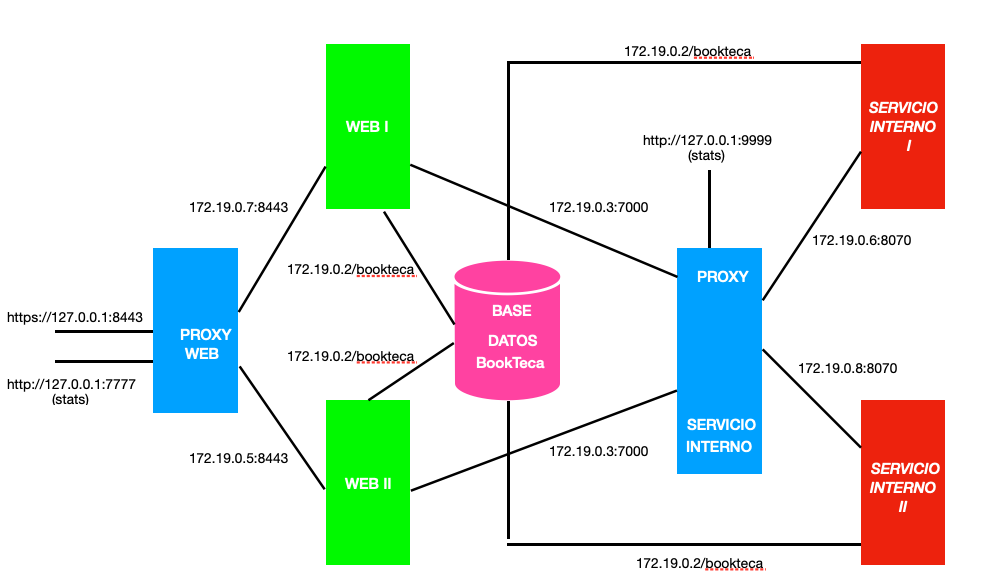 172.19.0.2/bookteca
WEB I
SERVICIO
INTERNO
I
http://127.0.0.1:9999
(stats)
172.19.0.7:8443
172.19.0.3:7000
172.19.0.6:8070
172.19.0.2/bookteca
PROXY
https://127.0.0.1:8443
PROXY
WEB
BASE
DATOS
BookTeca
172.19.0.2/bookteca
http://127.0.0.1:7777
(stats)
172.19.0.8:8070
SERVICIO
INTERNO
172.19.0.5:8443
172.19.0.3:7000
WEB II
SERVICIO
INTERNO
II
172.19.0.2/bookteca